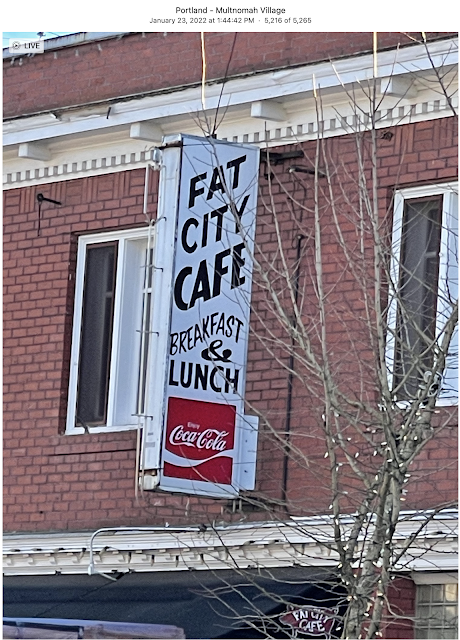 Portland - Multnomah Village
January 23, 2022 at 1:44:42 PM · 5,216 of 5,265
LIVE
FAT
CITY
CAFE
BREAKFAST
&
LUNCH
Enjoy
Coca-Cola
FAT CITY
CAFE